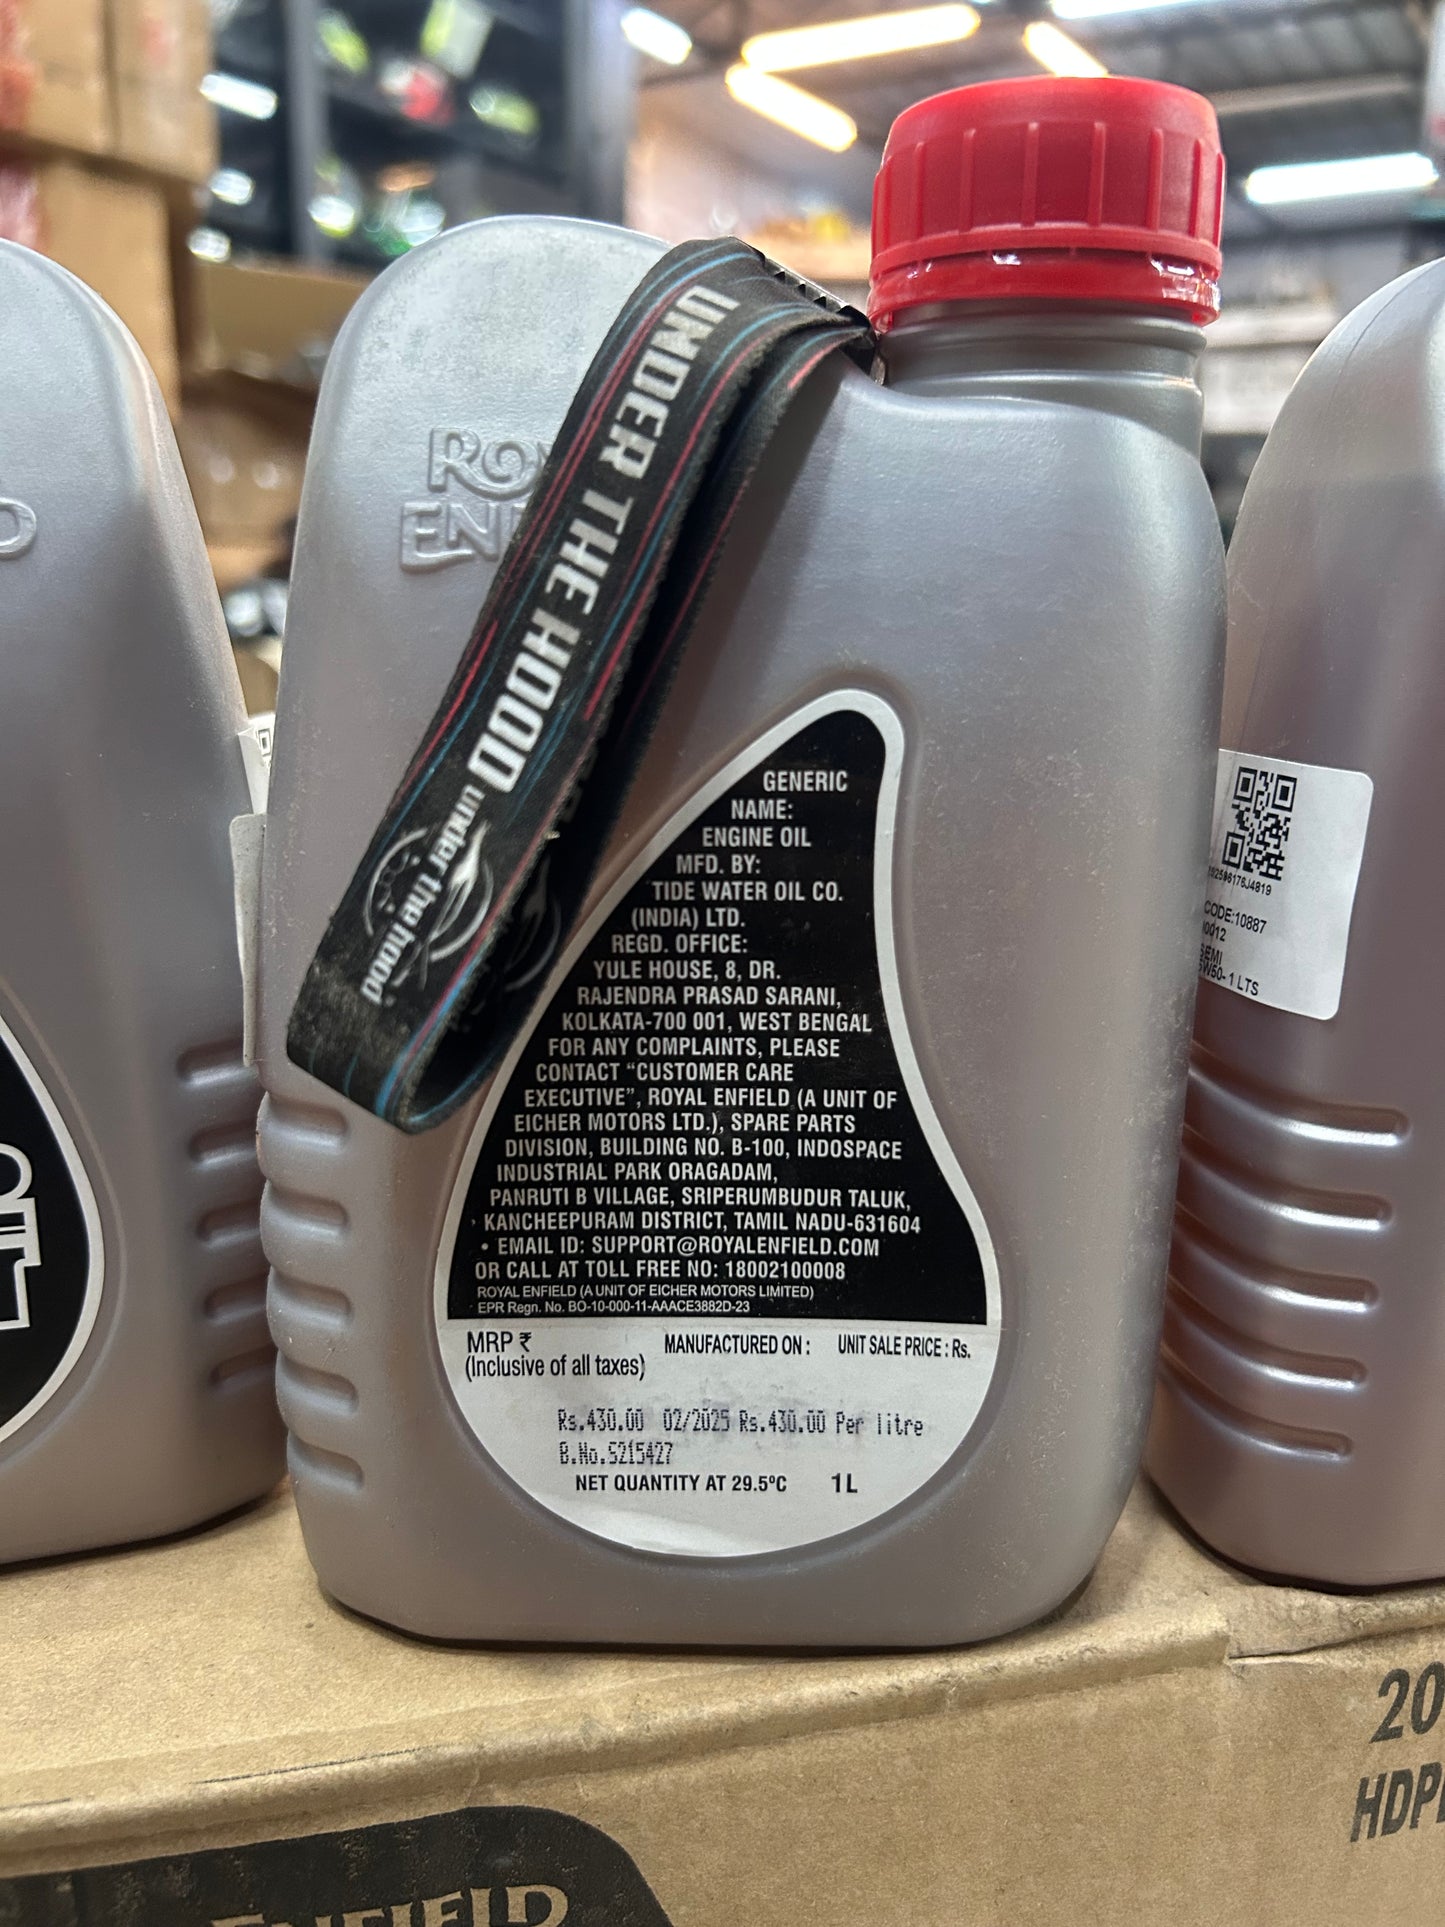 UNDER THE HOOD
under the hood
GENERIC
NAME:
ENGINE OIL
MFD. BY:
TIDE WATER OIL CO.
(INDIA) LTD.
REGD. OFFICE:
YULE HOUSE, 8, DR.
RAJENDRA PRASAD SARANI,
KOLKATA-700 001, WEST BENGAL
FOR ANY COMPLAINTS, PLEASE
CONTACT “CUSTOMER CARE
EXECUTIVE”, ROYAL ENFIELD (A UNIT OF
EICHER MOTORS LTD.), SPARE PARTS
DIVISION, BUILDING NO. B-100, INDOSPACE
INDUSTRIAL PARK ORAGADAM,
PANRUTI B VILLAGE, SRIPERUMBUDUR TALUK,
KANCHEEPURAM DISTRICT, TAMIL NADU-631604
• EMAIL ID: SUPPORT@ROYALENFIELD.COM
OR CALL AT TOLL FREE NO: 18002100008
ROYAL ENFIELD (A UNIT OF EICHER MOTORS LIMITED)
EPR Regn. No. BO-10-000-11-AAACE3882D-23
MRP ₹ MANUFACTURED ON : UNIT SALE PRICE : Rs.
(Inclusive of all taxes)
Rs.430.00 02/2025 Rs.430.00 Per litre
B.No.S215427
NET QUANTITY AT 29.5ºC 1 L
CODE:10887
1 LTS
20
ENFIELD